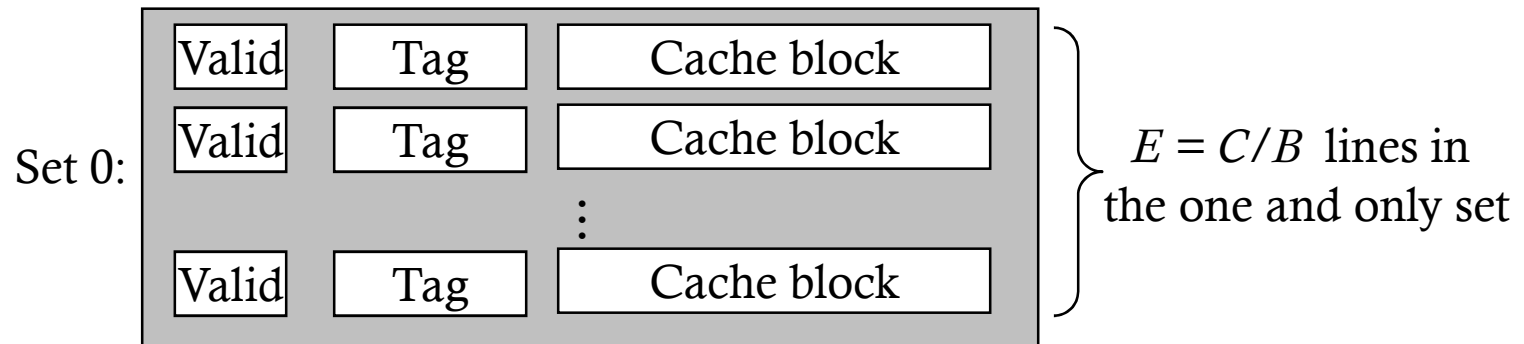 Valid Tag Cache block
Valid Tag Cache block
Set 0:
E = C/B lines in
the one and only set
⋮
Valid Tag Cache block